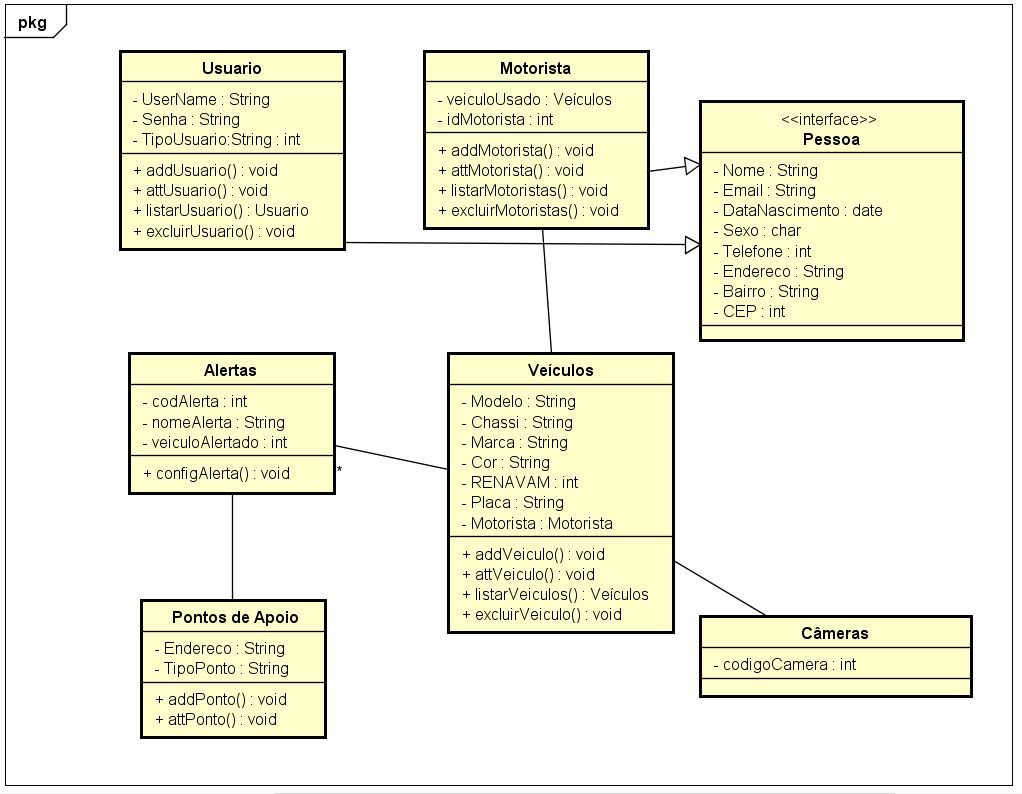 pkg
Usuario
- UserName : String
- Senha : String
- TipoUsuario:String : int
+ addUsuario() : void
+ attUsuario() : void
+ listarUsuario() : Usuario
+ excluirUsuario() : void
Motorista
- veiculoUsado : Veículos
- idMotorista : int
+ addMotorista() : void
+ attMotorista() : void
+ listarMotoristas() : void
+ excluirMotoristas() : void
<<interface>>
Pessoa
- Nome : String
- Email : String
- DataNascimento : date
- Sexo : char
- Telefone : int
- Endereco : String
- Bairro : String
- CEP : int
Alertas
- codAlerta : int
- nomeAlerta : String
- veiculoAlertado : int
+ configAlerta() : void
*
Veículos
- Modelo : String
- Chassi : String
- Marca : String
- Cor : String
- RENAVAM : int
- Placa : String
- Motorista : Motorista
+ addVeiculo() : void
+ attVeiculo() : void
+ listarVeiculos() : Veículos
+ excluirVeiculo() : void
Pontos de Apoio
- Endereco : String
- TipoPonto : String
+ addPonto() : void
+ attPonto() : void
Câmeras
- codigoCamera : int